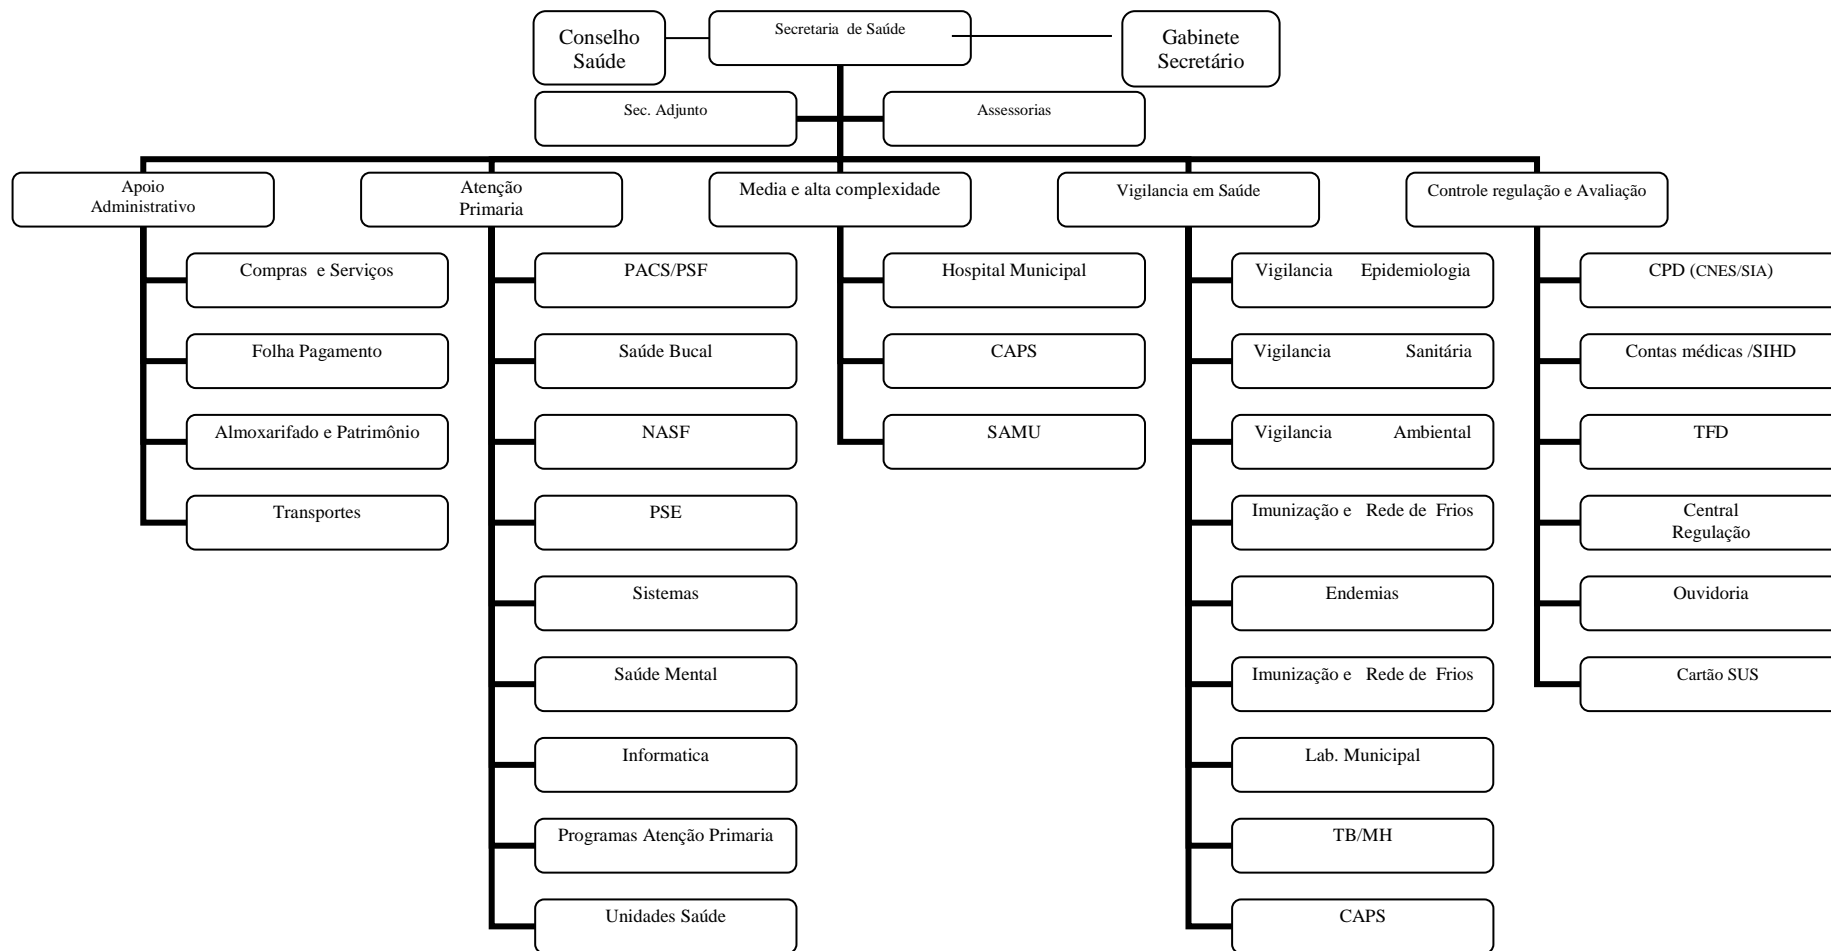 Conselho
Saúde
Secretaria de Saúde
Gabinete
Secretário
Sec. Adjunto
Assessorias
Apoio
Administrativo
Compras e Serviços
Folha Pagamento
Almoxarifado e Patrimônio
Transportes
Atenção
Primaria
PACS/PSF
Saúde Bucal
NASF
PSE
Sistemas
Saúde Mental
Informatica
Programas Atenção Primaria
Unidades Saúde
Media e alta complexidade
Hospital Municipal
CAPS
SAMU
Vigilancia em Saúde
Vigilancia Epidemiologia
Vigilancia Sanitária
Vigilancia Ambiental
Imunização e Rede de Frios
Endemias
Imunização e Rede de Frios
Lab. Municipal
TB/MH
CAPS
Controle regulação e Avaliação
CPD (CNES/SIA)
Contas médicas /SIHD
TFD
Central
Regulação
Ouvidoria
Cartão SUS